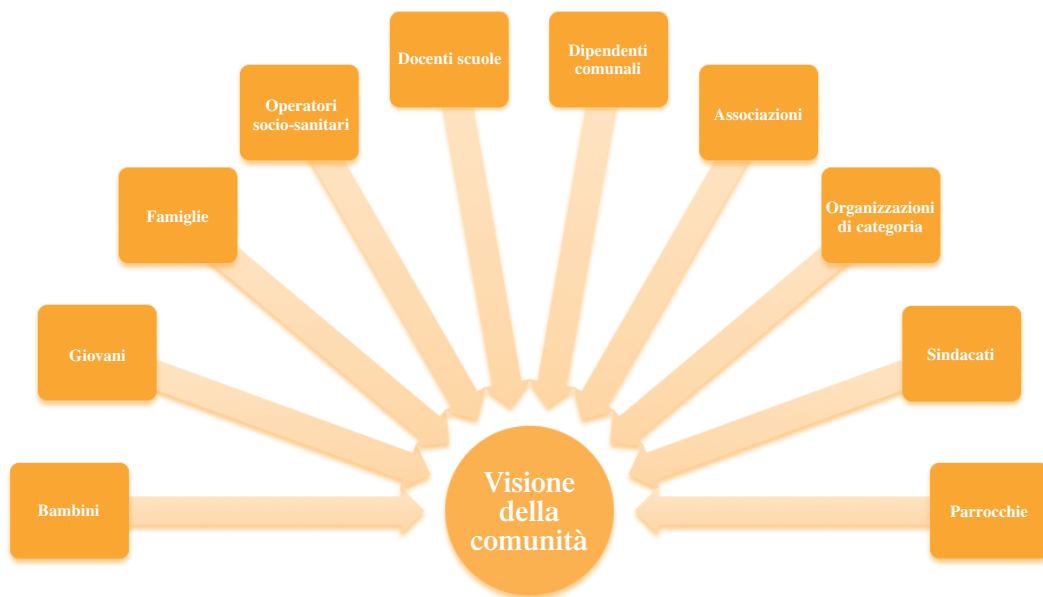 Docenti scuole
Dipendenti
comunali
Operatori
socio-sanitari
Associazioni
Famiglie
Organizzazioni
di categoria
Giovani
Sindacati
Bambini
Visione
della
comunità
Parrocchie